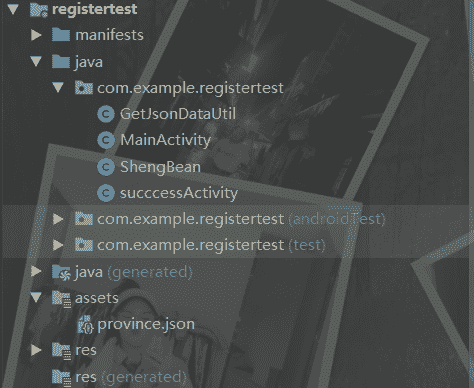 registertest
manifests
java
com.example.registertest
GetJsonDataUtil
MainActivity
ShengBean
succcessActivity
com.example.registertest (androidTest)
com.example.registertest (test)
java (generated)
assets
province.json
res
res (generated)